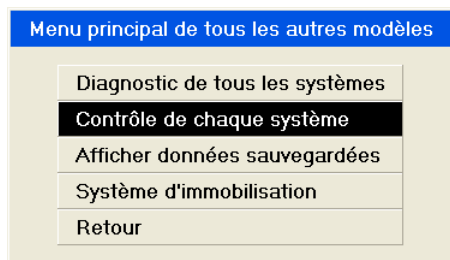 Menu principal de tous les autres modèles
Diagnostic de tous les systèmes
Contrôle de chaque système
Afficher données sauvegardées
Système d'immobilisation
Retour